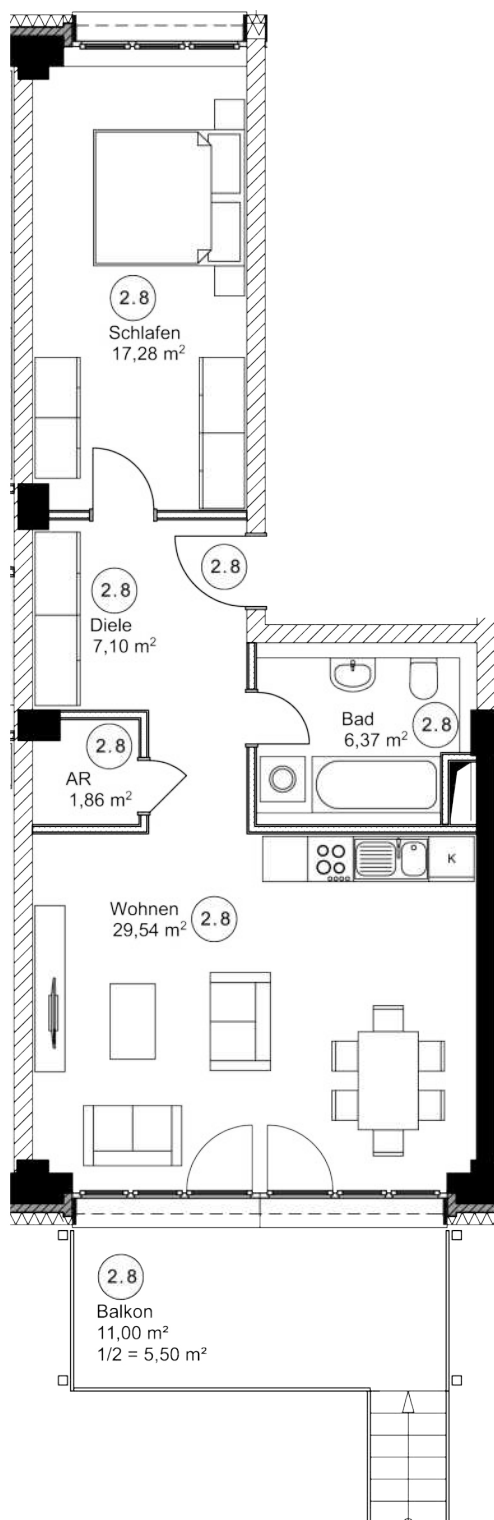 2.8
Schlafen
17,28 m²
2.8
2.8
Diele
7,10 m²
Bad
6,37 m²
2.8
2.8
AR
1,86 m²
K
Wohnen
29,54 m²
2.8
2.8
Balkon
11,00 m²
1/2 = 5,50 m²